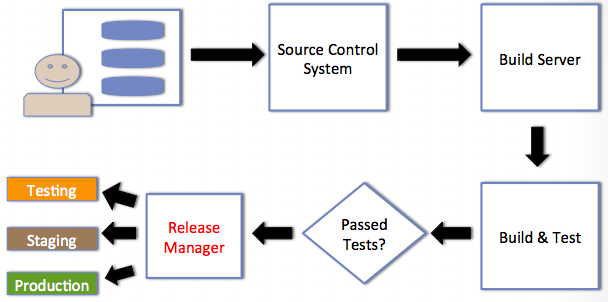 Source Control
System
Build Server
Build & Test
Passed
Tests?
Release
Manager
Testing
Staging
Production